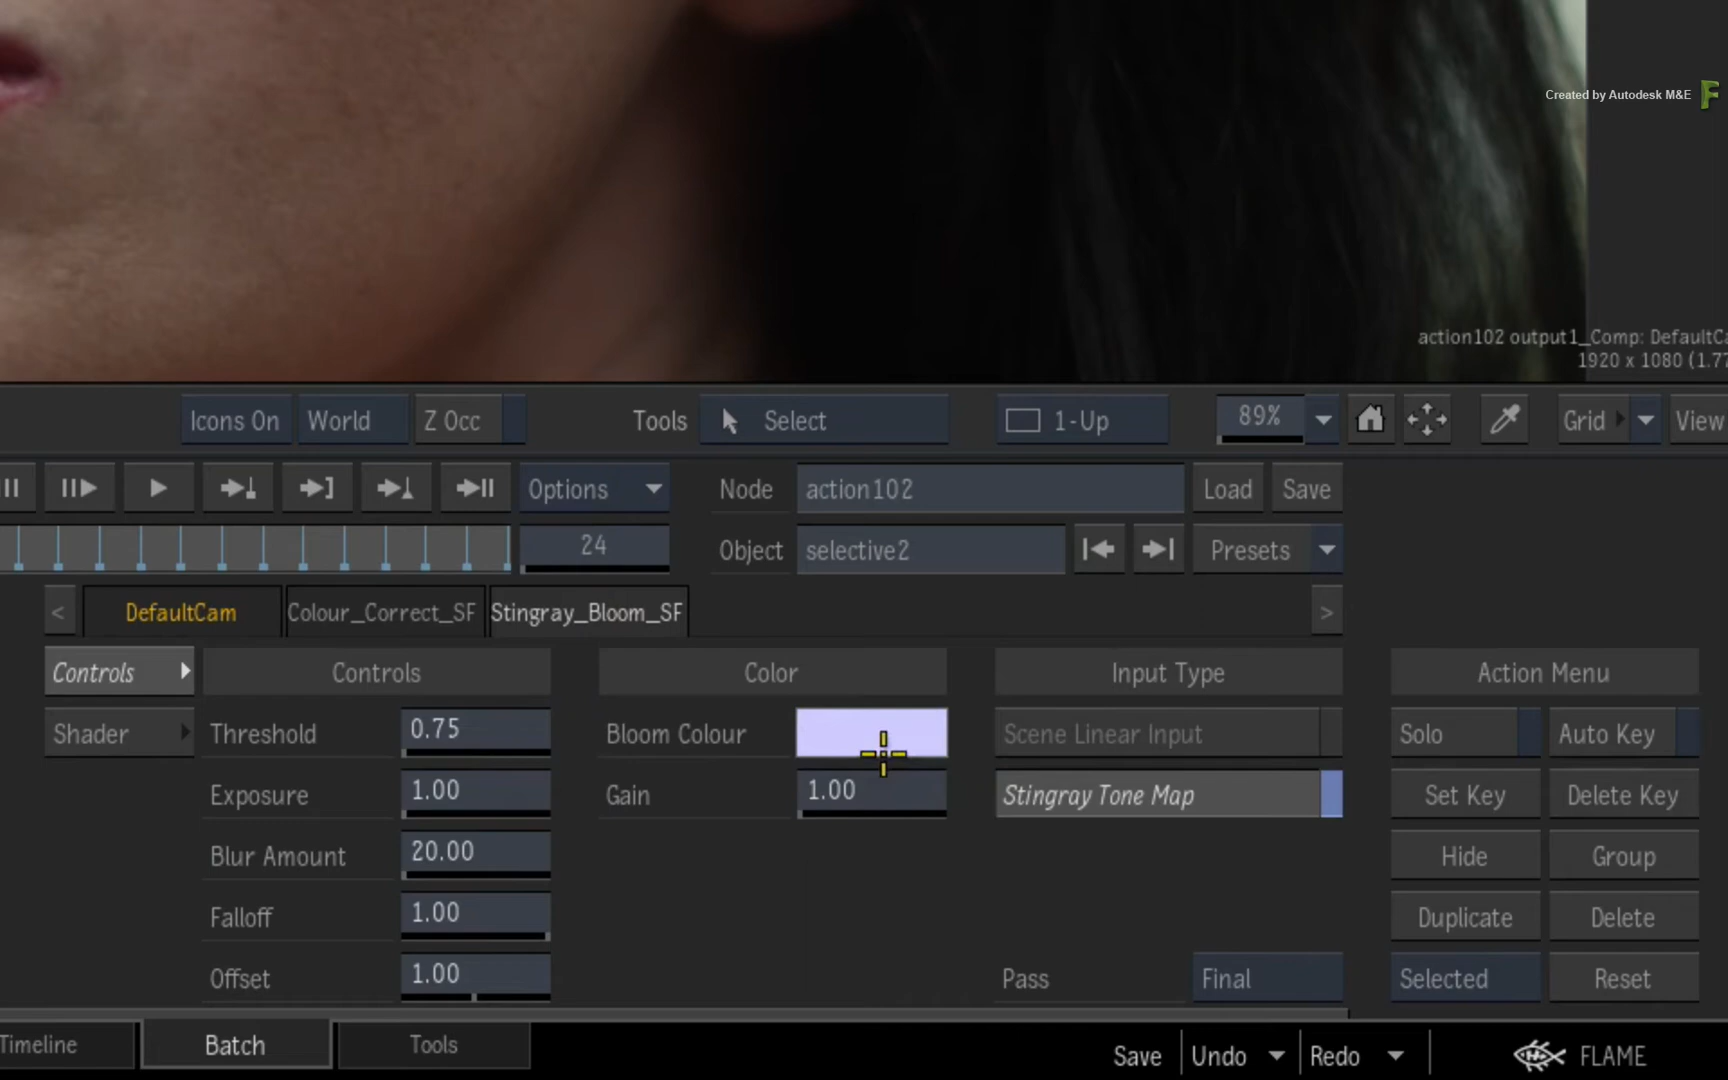 Created by Autodesk M&E
action102 output1_Comp: DefaultCa
1920 x 1080 (1.77
Icons On World Z Occ Tools Select 1-Up 89% Grid View
Options Node action102 Load Save
24 Object selective2 Presets
< DefaultCam Colour_Correct_SF Stingray_Bloom_SF >
Controls Controls Color Input Type Action Menu
Shader Threshold 0.75 Bloom Colour Scene Linear Input Solo Auto Key
Exposure 1.00 Gain 1.00 Stingray Tone Map Set Key Delete Key
Blur Amount 20.00 Hide Group
Falloff 1.00 Duplicate Delete
Offset 1.00 Pass Final Selected Reset
Timeline Batch Tools
Save Undo Redo FLAME